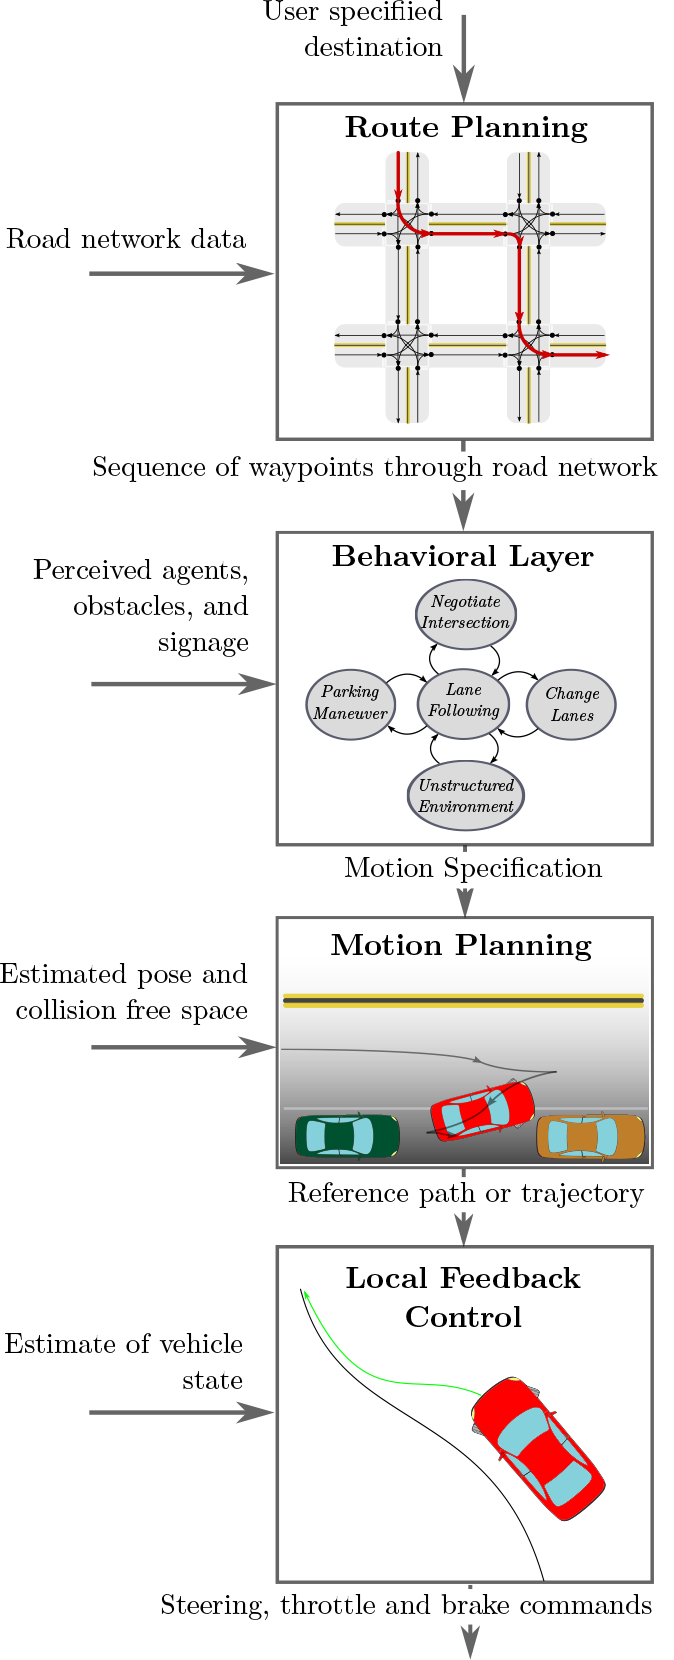 User specifiied
destination
Route Planning
Road network data
Sequence of waypoints through road network
Behavioral Layer
Perceived agents,
obstacles, and
signage
Negotiate
Intersection
Parking
Maneuver
Lane
Following
Change
Lanes
Unstructured
Environment
Motion Specification
Motion Planning
Estimated pose and
collision free space
Reference path or trajectory
Local Feedback
Control
Estimate of vehicle
state
Steering, throttle and brake commands